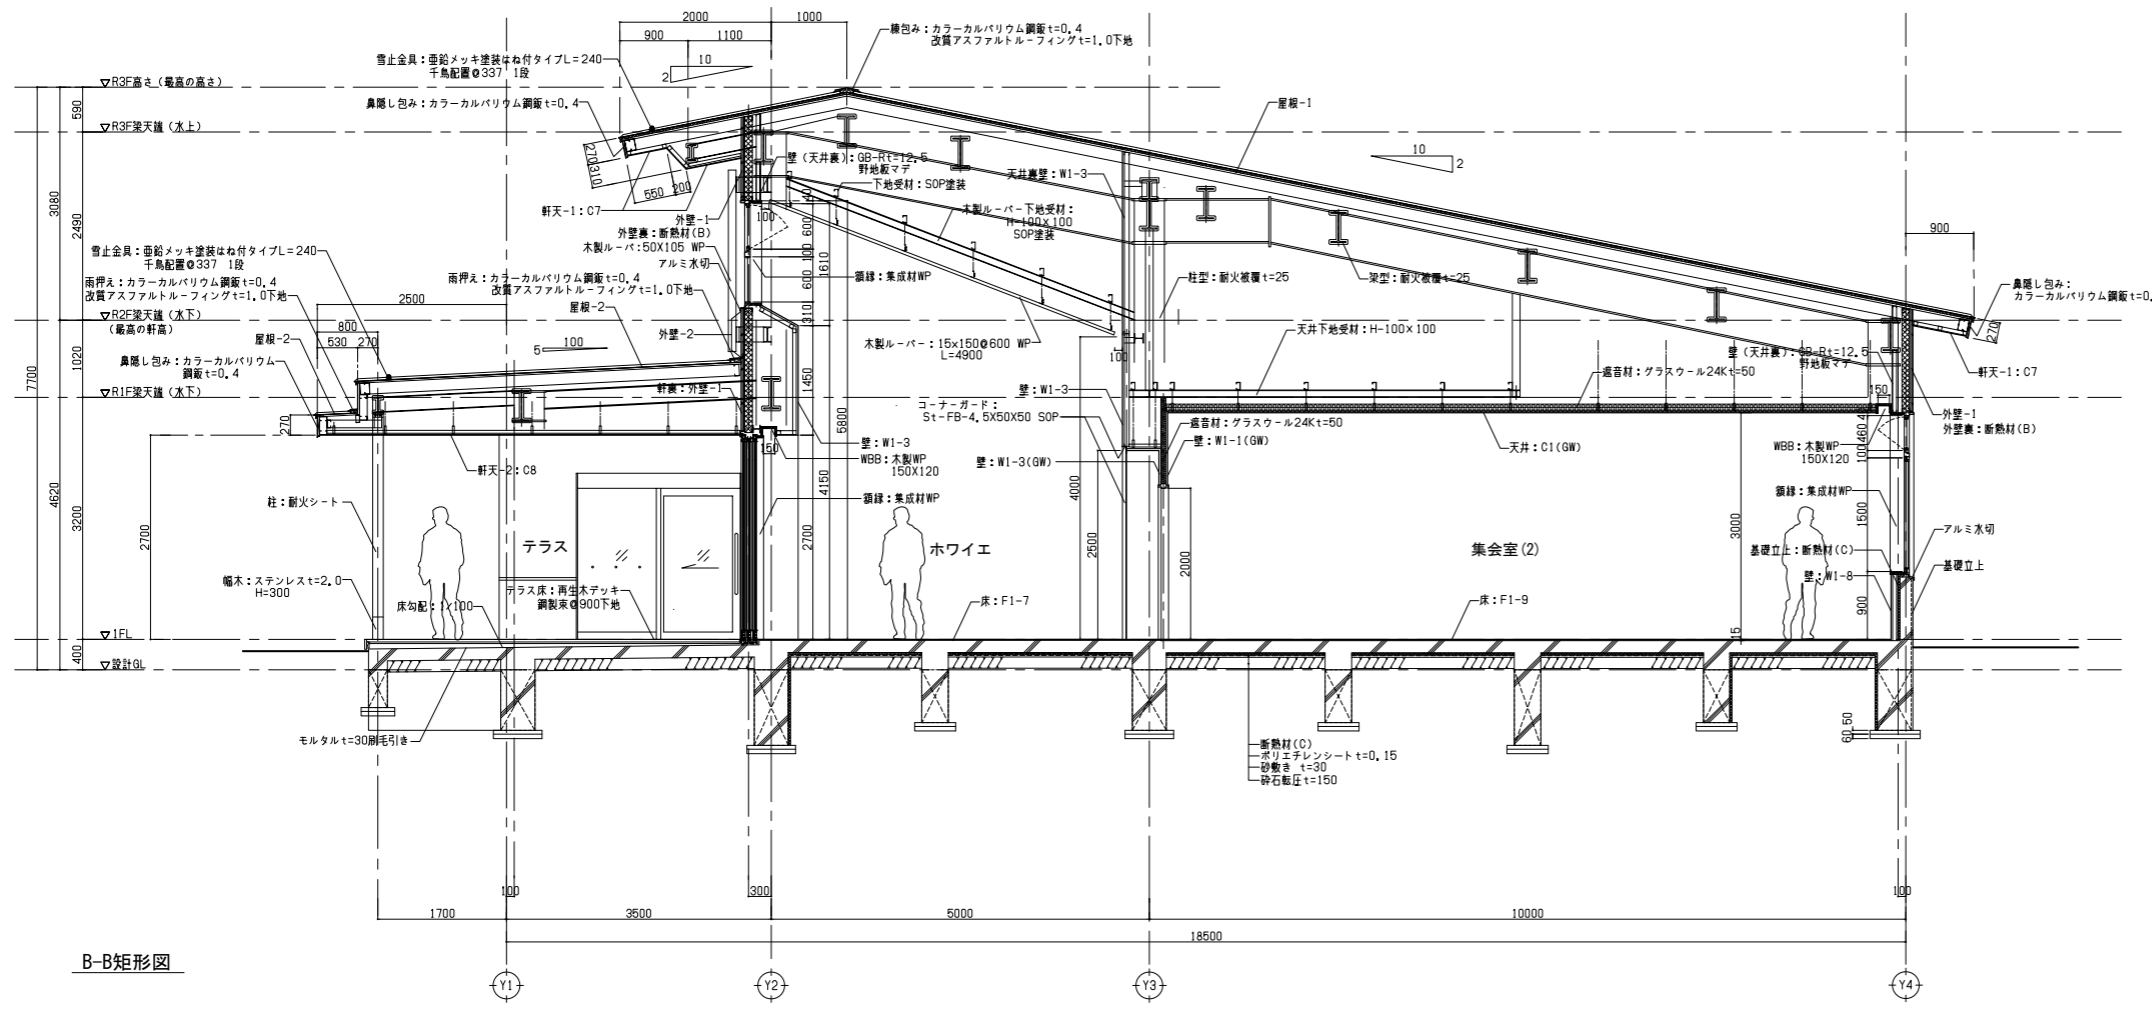 2000
1000
900
1100
10
2
棟包み:カラーガルバリウム鋼鈑t=0.4
改質アスファルトルーフィングt=1.0下地
雪止金具:亜鉛メッキ塗装はね付タイプL=240
千鳥配置@337 1段
▽R3F高さ(最高の高さ)
鼻隠し包み:カラーガルバリウム鋼鈑t=0.4
屋根-1
590
▽R3F梁天端(水上)
270
310
550
200
壁(天井裏):GB-Rt=12.5
野地板マデ
下地受材:SOP塗装
天井裏壁:W1-3
10
2
軒天-1:C7
外壁-1
外壁裏:断熱材(B)
100
40
木製ルーバー下地受材:
H-100×100
SOP塗装
3080
2490
900
雪止金具:亜鉛メッキ塗装はね付タイプL=240
千鳥配置@337 1段
木製ルーバ:50X105 WP
アルミ水切
600
100
1610
600
310
額縁:集成材WP
柱型:耐火被覆t=25
梁型:耐火被覆t=25
雨押え:カラーガルバリウム鋼鈑t=0.4
改質アスファルトルーフィングt=1.0下地
雨押え:カラーガルバリウム鋼鈑t=0.4
改質アスファルトルーフィングt=1.0下地
屋根-2
鼻隠し包み:
カラーガルバリウム鋼鈑t=0.
2500
▽R2F梁天端(水下)
(最高の軒高)
800
530
270
屋根-2
外壁-2
天井下地受材:H-100×100
270
鼻隠し包み:カラーガルバリウム
鋼鈑t=0.4
100
5
木製ルーバー:15x150@600 WP
L=4900
100
壁(天井裏):GB-Rt=12.5
野地板マデ
遮音材:グラスウール24Kt=50
軒天-1:C7
7700
1020
▽R1F梁天端(水下)
軒裏:外壁-1
1450
壁:W1-3
コーナーガード:
St-FB-4.5X50X50 SOP
150
外壁-1
外壁裏:断熱材(B)
270
5800
遮音材:グラスウール24Kt=50
壁:W1-1(GW)
天井:C1(GW)
460
100
WBB:木製WP
150X120
壁:W1-3
WBB:木製WP
150X120
150
壁:W1-3(GW)
軒天-2:C8
4150
4000
額縁:集成材WP
額縁:集成材WP
柱:耐火シート
4620
3200
2700
2700
2500
2000
3000
1500
アルミ水切
テラス
ホワイエ
集会室(2)
基礎立上:断熱材(C)
基礎立上
幅木:ステンレスt=2.0
H=300
壁:W1-8
床勾配:1/100
テラス床:再生木デッキ
鋼製束@900下地
床:F1-7
床:F1-9
900
15
▽1FL
400
▽設計GL
モルタルt=30刷毛引き
断熱材(C)
ポリエチレンシートt=0.15
砂敷き t=30
砕石転圧t=150
50
60
100
300
100
1700
3500
5000
10000
18500
B-B矩形図
Y1
Y2
Y3
Y4